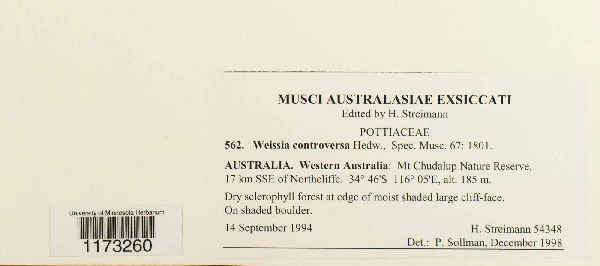 MUSCI AUSTRALASIAE EXSICCATI
Edited by H. Streimann
POTTIACEAE
562. Weissia controversa Hedw., Spec. Musc. 67: 1801.
AUSTRALIA. Western Australia: Mt Chudalup Nature Reserve,
17 km SSE of Northcliffe. 34° 46'S 116° 05'E, alt. 185 m.
Dry sclerophyll forest at edge of moist shaded large cliff-face.
On shaded boulder.
14 September 1994 H. Streimann 54348
Det.: P. Sollman, December 1998
University of Minnesota Herbarium
1173260